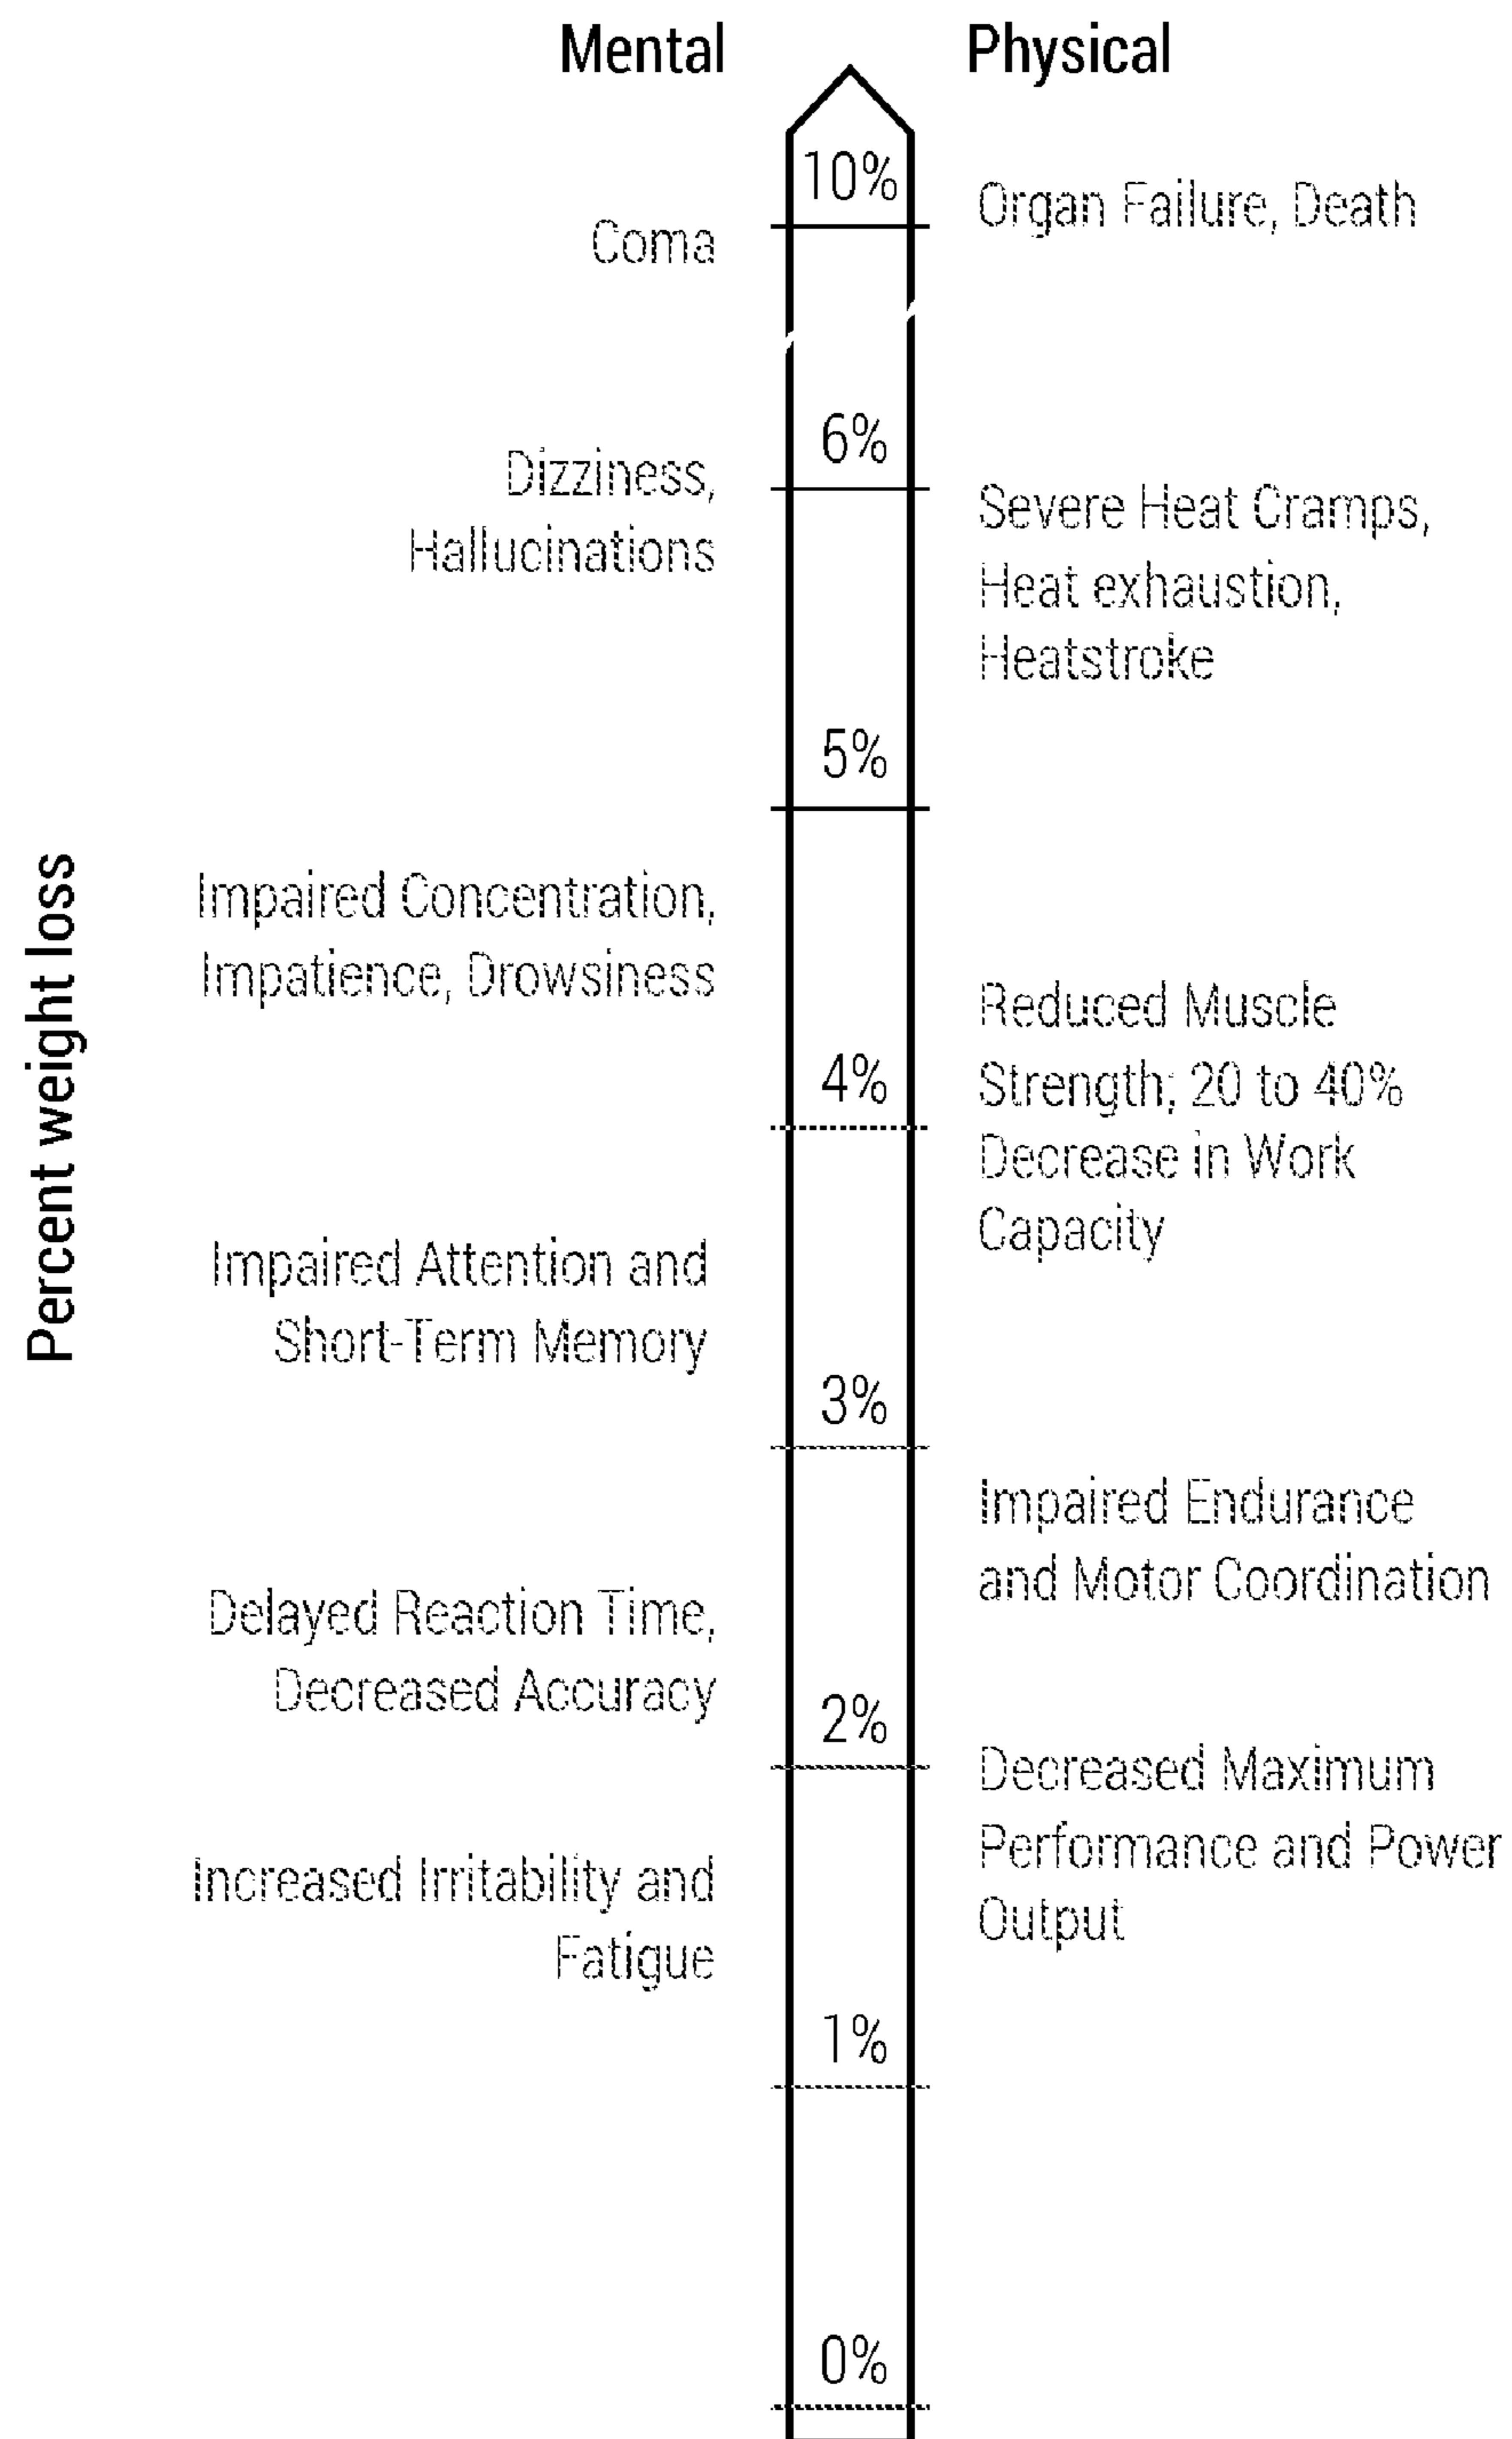 Mental
Physical
10%
Organ Failure, Death
Coma
6%
Dizziness,
Hallucinations
Severe Heat Cramps,
Heat exhaustion,
Heatstroke
5%
Percent weight loss
Impaired Concentration,
Impatience, Drowsiness
Reduced Muscle
Strength; 20 to 40%
Decrease in Work
Capacity
4%
Impaired Attention and
Short-Term Memory
3%
Impaired Endurance
and Motor Coordination
Delayed Reaction Time,
Decreased Accuracy
2%
Decreased Maximum
Performance and Power
Output
Increased Irritability and
Fatigue
1%
0%